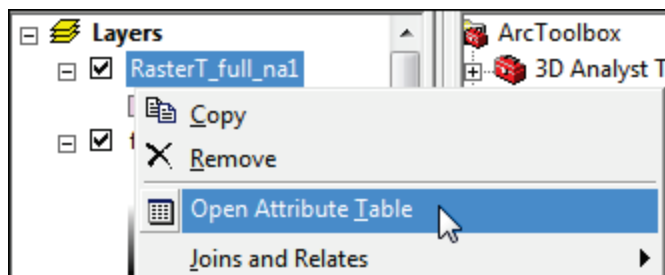 Layers
RasterT_full_na1
ArcToolbox
3D Analyst T
Copy
Remove
Open Attribute Table
Joins and Relates